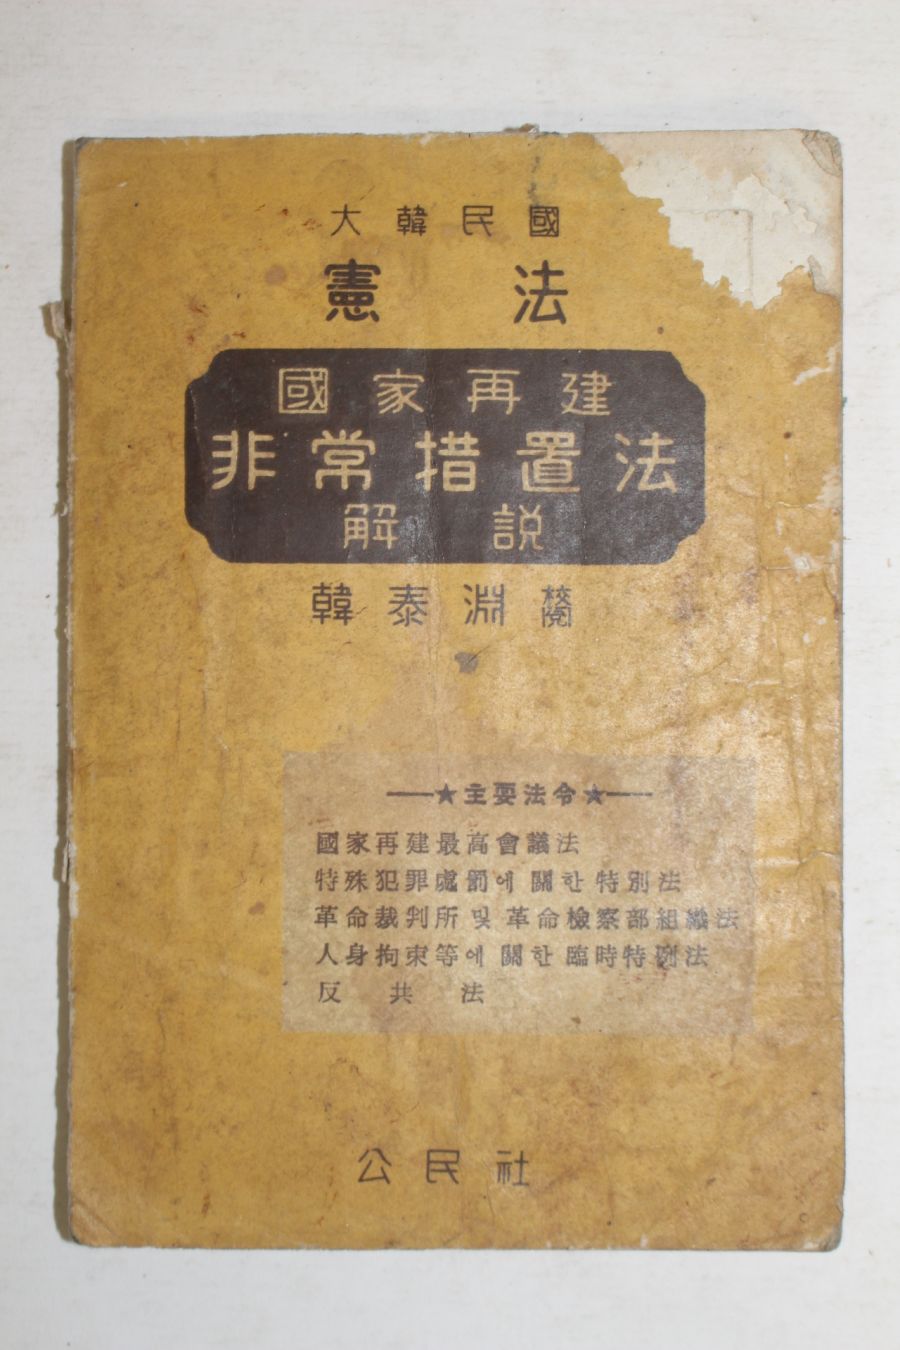 大韓民國
憲法
國家再建
非常措置法
解説
韓泰淵 校閱
★主要法令★
國家再建最高會議法
特殊犯罪處罰에 關한 特別法
革命裁判所 및 革命檢察部組織法
人身拘束等에 關한 臨時特例法
反共法
公民社